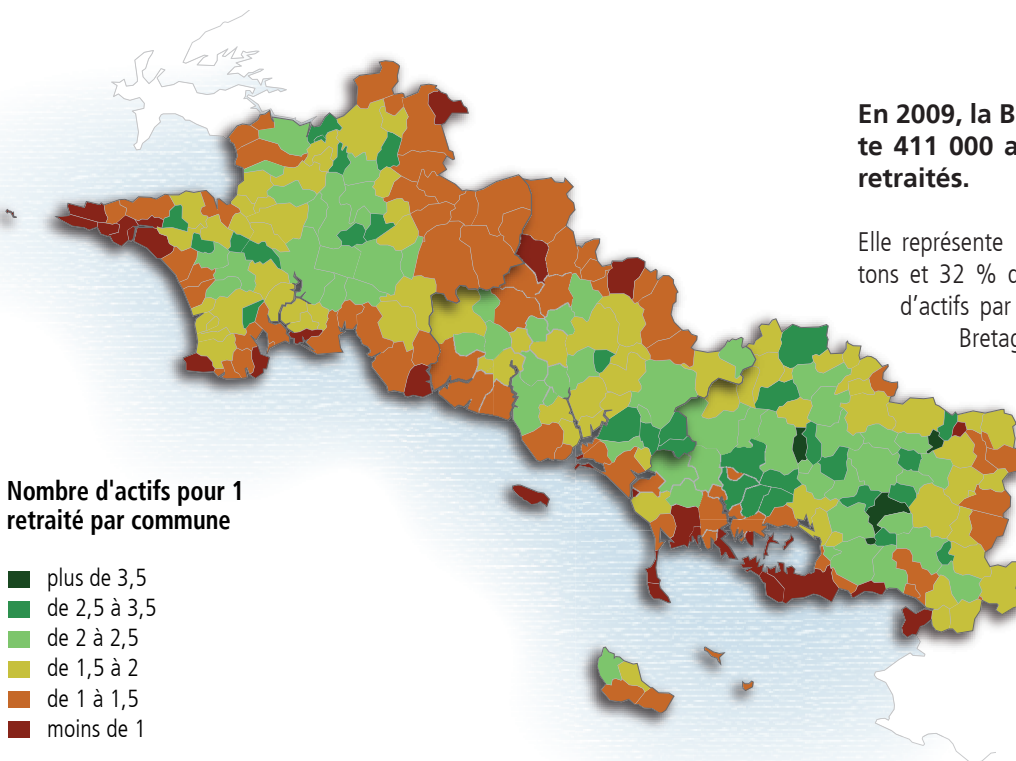 En 2009, la B
te 411 000 a
retraités.
Elle représente
tons et 32 % d
d'actifs par
Bretag
Nombre d'actifs pour 1
retraité par commune
plus de 3,5
de 2,5 à 3,5
de 2 à 2,5
de 1,5 à 2
de 1 à 1,5
moins de 1